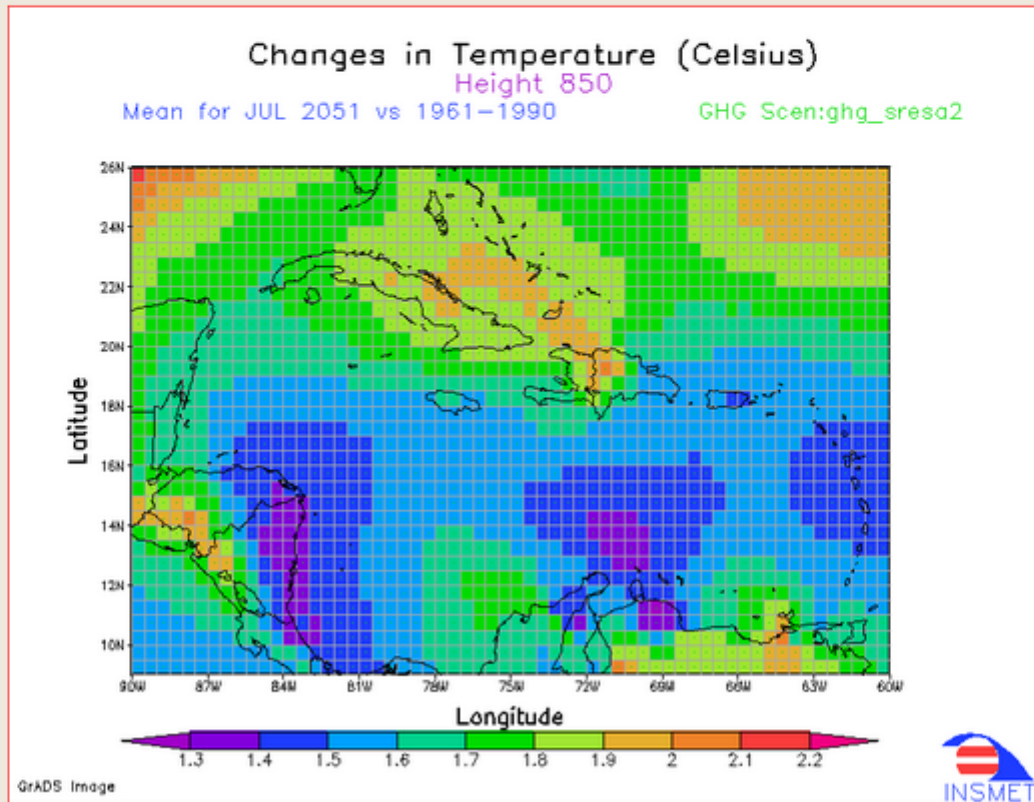 Changes in Temperature (Celsius)
Height 850
Mean for JUL 2051 vs 1961-1990 GHG Scen:ghg_sresa2
26N
24N
22N
20N
18N
16N
14N
12N
10N
Latitude
90W 87W 84W 81W 78W 75W 72W 69W 66W 63W 60W
Longitude
1.3 1.4 1.5 1.6 1.7 1.8 1.9 2 2.1 2.2
GrADS Image
INSMET